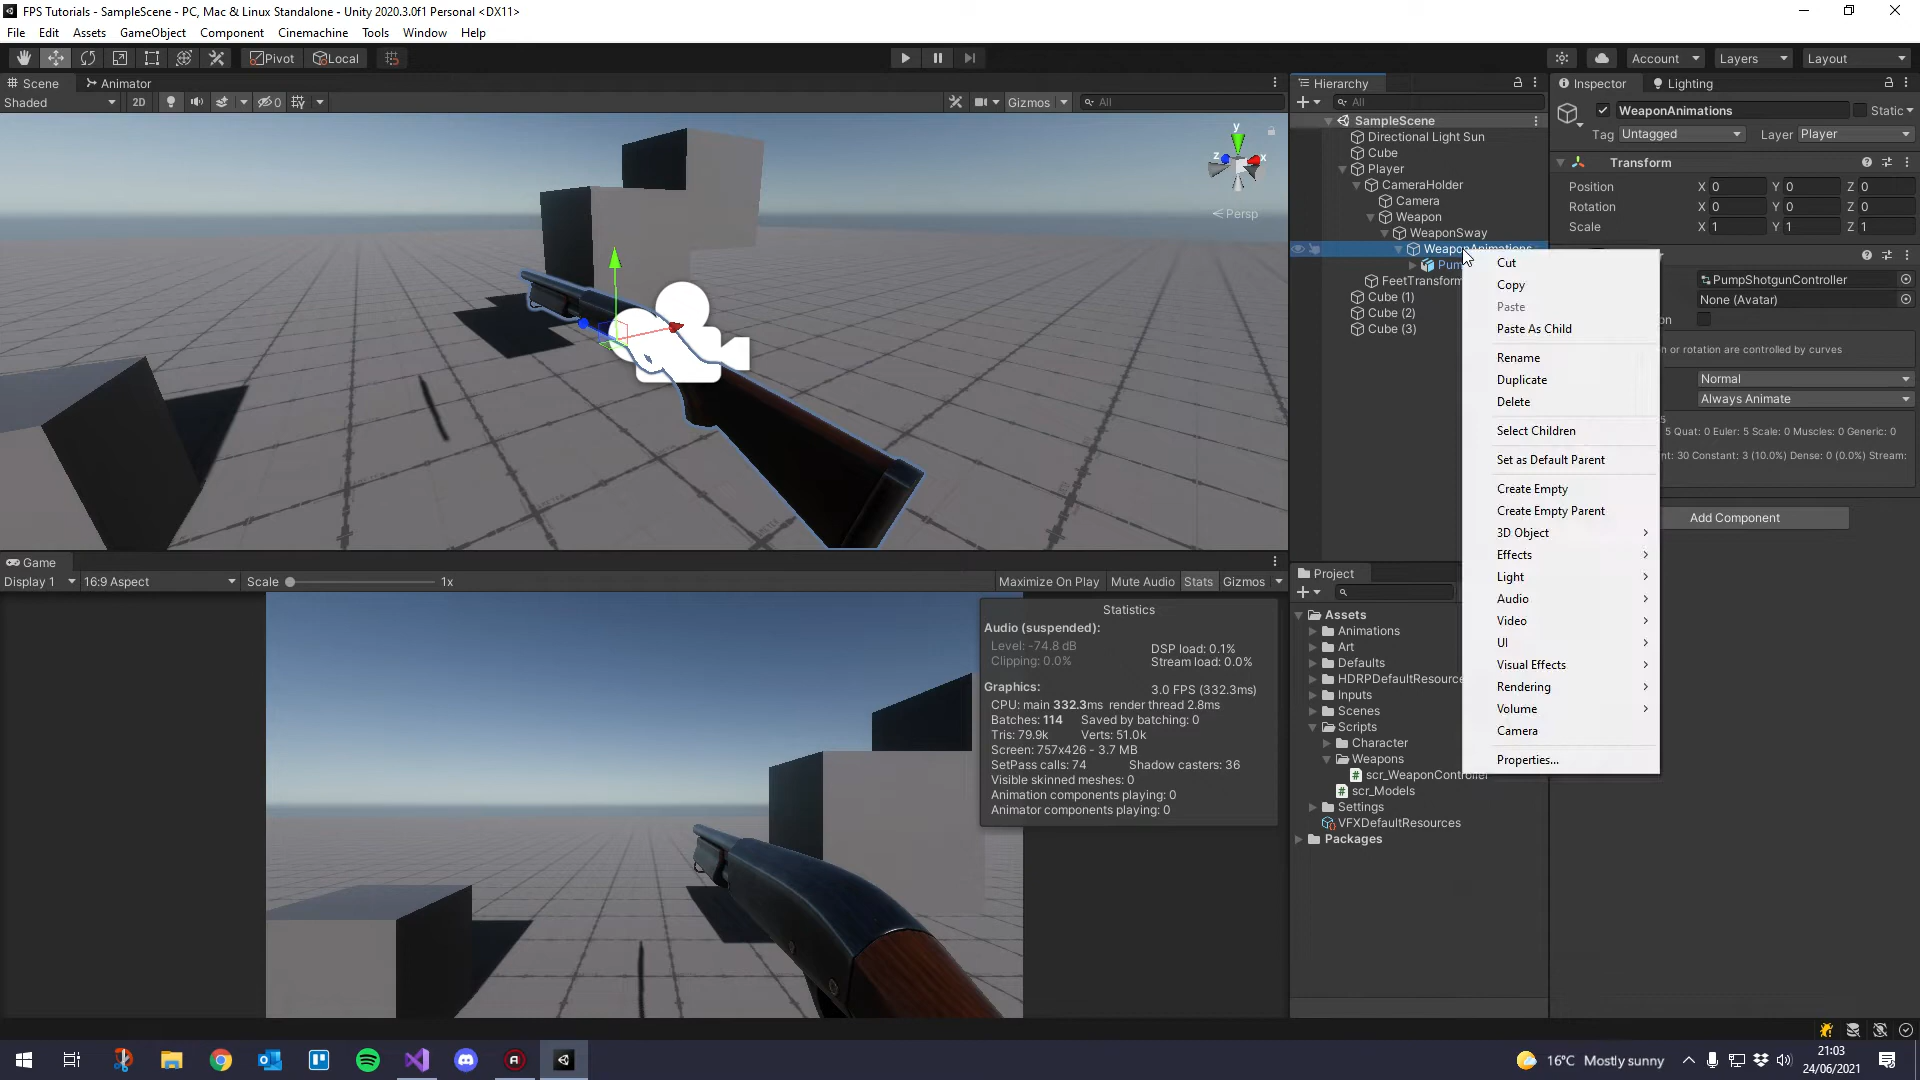 FPS Tutorials - SampleScene - PC, Mac & Linux Standalone - Unity 2020.3.0f1 Personal <DX11>
File Edit Assets GameObject Component Cinemachine Tools Window Help
Pivot Local Account Layers Layout
Scene Animator
Shaded 2D 0 Gizmos All
y
z x
Persp
Hierarchy
All
SampleScene
Directional Light Sun
Cube
Player
CameraHolder
Camera
Weapon
WeaponSway
WeaponAnimations
Pum
FeetTransform
Cube (1)
Cube (2)
Cube (3)
Inspector Lighting
WeaponAnimations Static
Tag Untagged Layer Player
Transform
Position X 0 Y 0 Z 0
Rotation X 0 Y 0 Z 0
Scale X 1 Y 1 Z 1
PumpShotgunController
None (Avatar)
on
n or rotation are controlled by curves
Normal
Always Animate
5 Quat: 0 Euler: 5 Scale: 0 Muscles: 0 Generic: 0
nt: 30 Constant: 3 (10.0%) Dense: 0 (0.0%) Stream:
Add Component
Cut
Copy
Paste
Paste As Child
Rename
Duplicate
Delete
Select Children
Set as Default Parent
Create Empty
Create Empty Parent
3D Object
Effects
Light
Audio
Video
UI
Visual Effects
Rendering
Volume
Camera
Properties...
Game
Display 1 16:9 Aspect Scale 1x Maximize On Play Mute Audio Stats Gizmos
Statistics
Audio (suspended):
Level: -74.8 dB DSP load: 0.1%
Clipping: 0.0% Stream load: 0.0%
Graphics: 3.0 FPS (332.3ms)
CPU: main 332.3ms render thread 2.8ms
Batches: 114 Saved by batching: 0
Tris: 79.9k Verts: 51.0k
Screen: 757x426 - 3.7 MB
SetPass calls: 74 Shadow casters: 36
Visible skinned meshes: 0
Animation components playing: 0
Animator components playing: 0
Project
Assets
Animations
Art
Defaults
HDRPDefaultResource
Inputs
Scenes
Scripts
Character
Weapons
scr_WeaponController
scr_Models
Settings
VFXDefaultResources
Packages
16°C Mostly sunny
21:03
24/06/2021